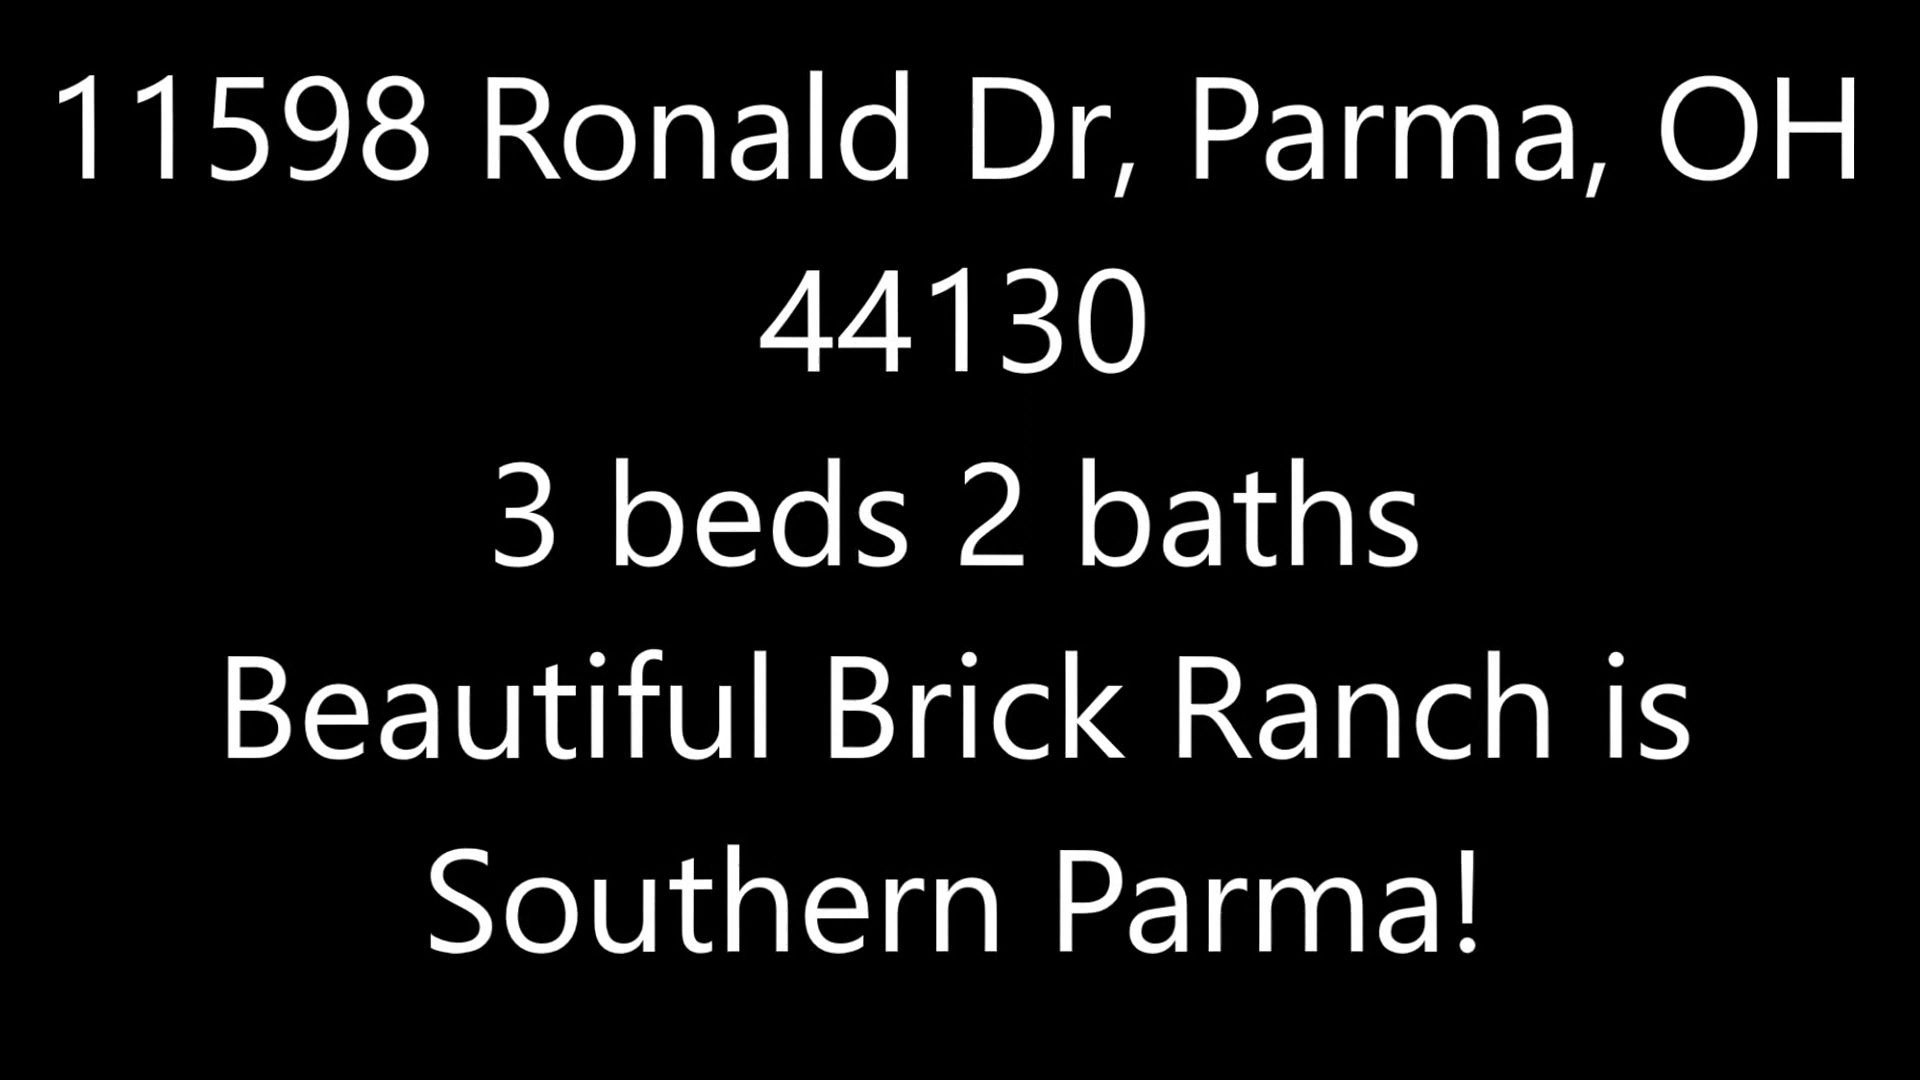 11598 Ronald Dr, Parma, OH
44130
3 beds 2 baths
Beautiful Brick Ranch is
Southern Parma!